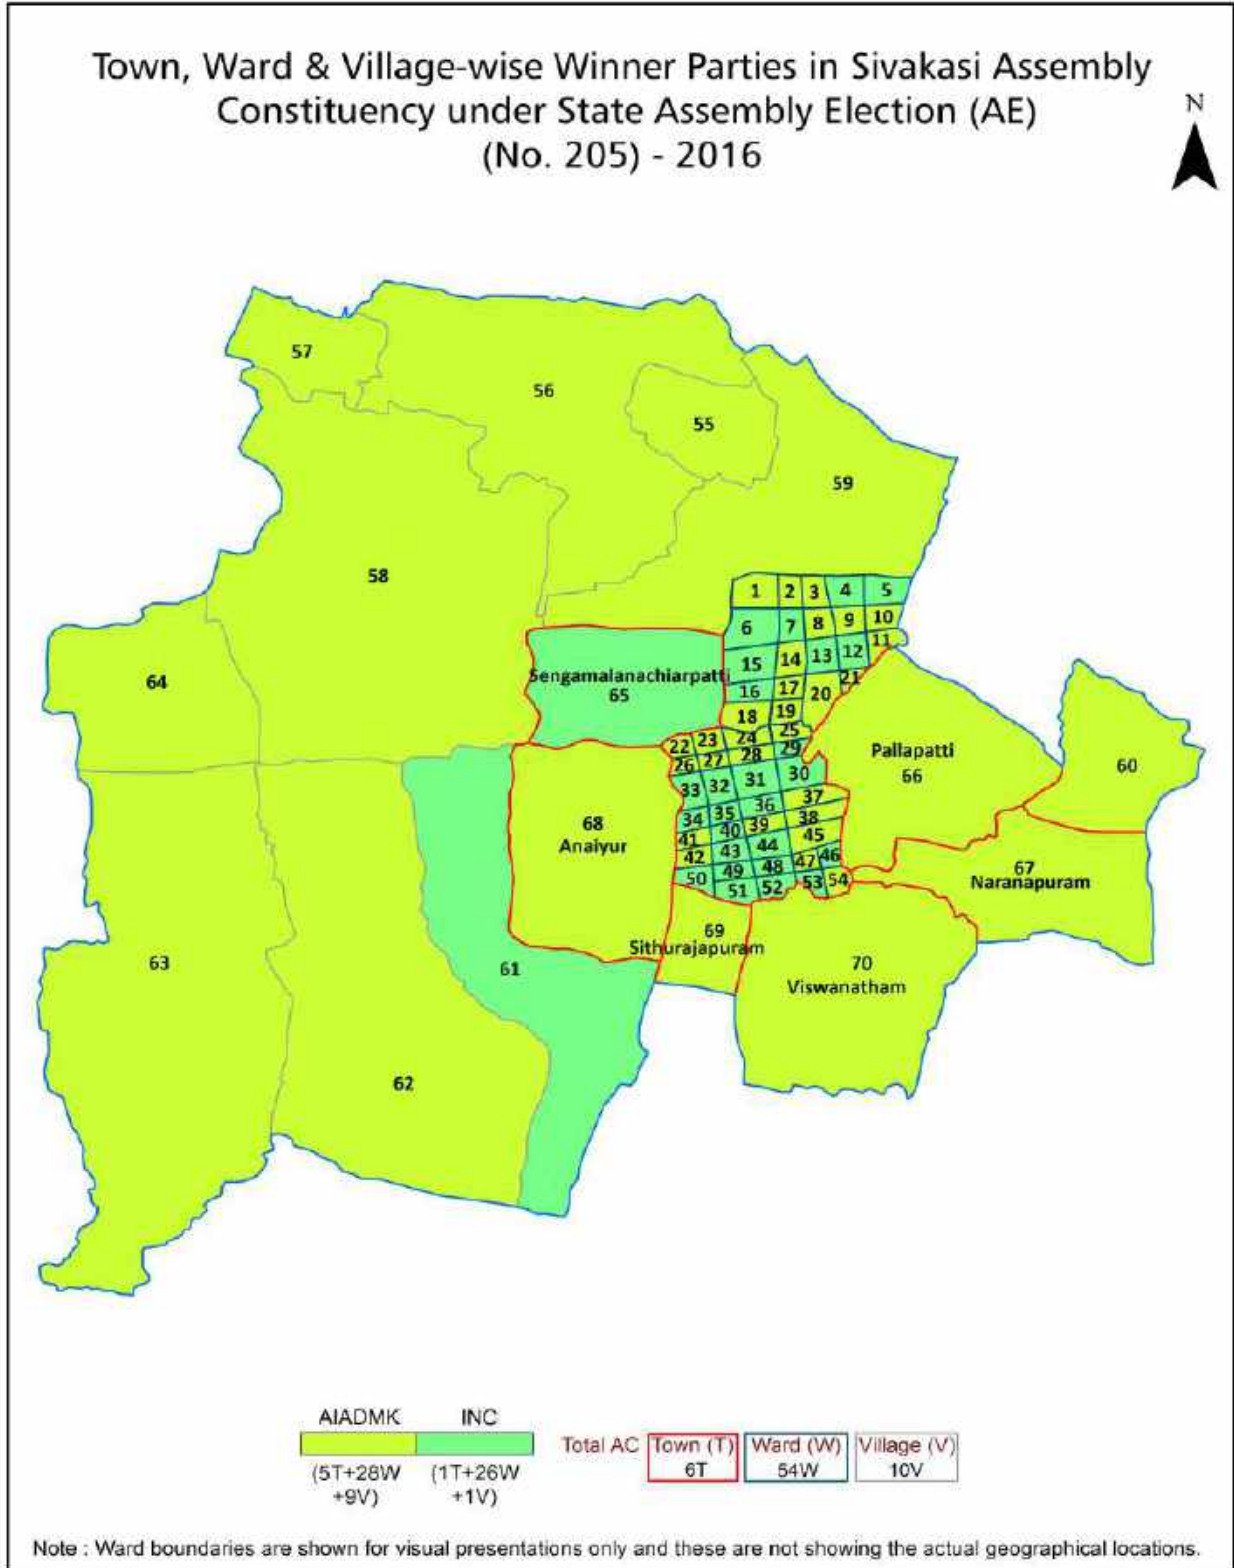 Town, Ward & Village-wise Winner Parties in Sivakasi Assembly
Constituency under State Assembly Election (AE)
(No. 205) - 2016
N
57
56
55
59
58
1 2 3 4 5
6 7 8 9 10
11
64
Sengamalanachiarpatti
65
15 14 13 12
16 17 20 21
18 19
22 23 24 25
26 27 28 29
33 32 31 30
34 35 36 37
41 40 39 38
42 43 44 45
50 49 48 47 46
51 52 53 54
Pallapatti
66
60
68
Anaiyur
67
Naranapuram
69
Sithurajapuram
63
61
70
Viswanatham
62
AIADMK INC
(5T+28W
+9V)
(1T+26W
+1V)
Total AC
Town (T)
6T
Ward (W)
54W
Village (V)
10V
Note : Ward boundaries are shown for visual presentations only and these are not showing the actual geographical locations.